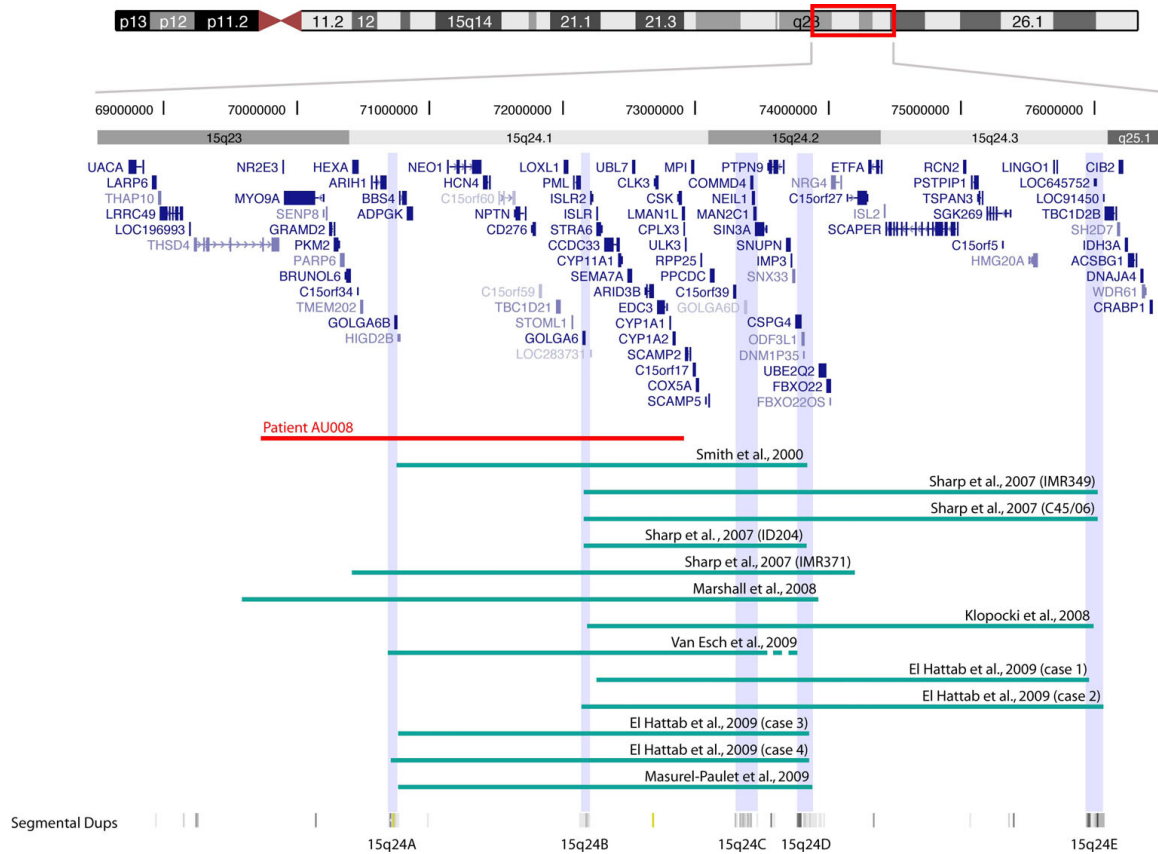 p13 p12 p11.2 11.2 12 15q14 21.1 21.3 q23 26.1
69000000 70000000 71000000 72000000 73000000 74000000 75000000 76000000
15q23 15q24.1 15q24.2 15q24.3 q25.1
UACA NR2E3 HEXA NEO1 LOXL1 UBL7 MPI PTPN9 ETFA RCN2 LINGO1 CIB2
LARP6 ARIH1 HCN4 PML CLK3 COMMD4 NRG4 PSTPIP1 LOC645752
THAP10 MYO9A BBS4 C15orf60 ISLR2 CSK NEIL1 C15orf27 TSPAN3 LOC91450
LRRC49 SENP8 ADPGK NPTN ISLR LMAN1L MAN2C1 ISL2 SGK269 TBC1D2B
LOC196993 GRAMD2 CD276 STRA6 CPLX3 SIN3A SCAPER SH2D7
THSD4 PKM2 CCDC33 ULK3 SNUPN C15orf5 IDH3A
PARP6 CYP11A1 RPP25 IMP3 HMG20A ACSBG1
BRUNOL6 SEMA7A PPCDC SNX33 DNAJA4
C15orf34 C15orf59 ARID3B C15orf39 WDR61
TMEM202 TBC1D21 EDC3 GOLGA6D CRABP1
GOLGA6B STOML1 CYP1A1 CSPG4
HIGD2B GOLGA6 CYP1A2 ODF3L1
LOC283731 SCAMP2 DNM1P35
C15orf17 UBE2Q2
COX5A FBXO22
SCAMP5 FBXO22OS
Patient AU008
Smith et al., 2000
Sharp et al., 2007 (IMR349)
Sharp et al., 2007 (C45/06)
Sharp et al., 2007 (ID204)
Sharp et al., 2007 (IMR371)
Marshall et al., 2008
Klopocki et al., 2008
Van Esch et al., 2009
El Hattab et al., 2009 (case 1)
El Hattab et al., 2009 (case 2)
El Hattab et al., 2009 (case 3)
El Hattab et al., 2009 (case 4)
Masurel-Paulet et al., 2009
Segmental Dups
15q24A 15q24B 15q24C 15q24D 15q24E